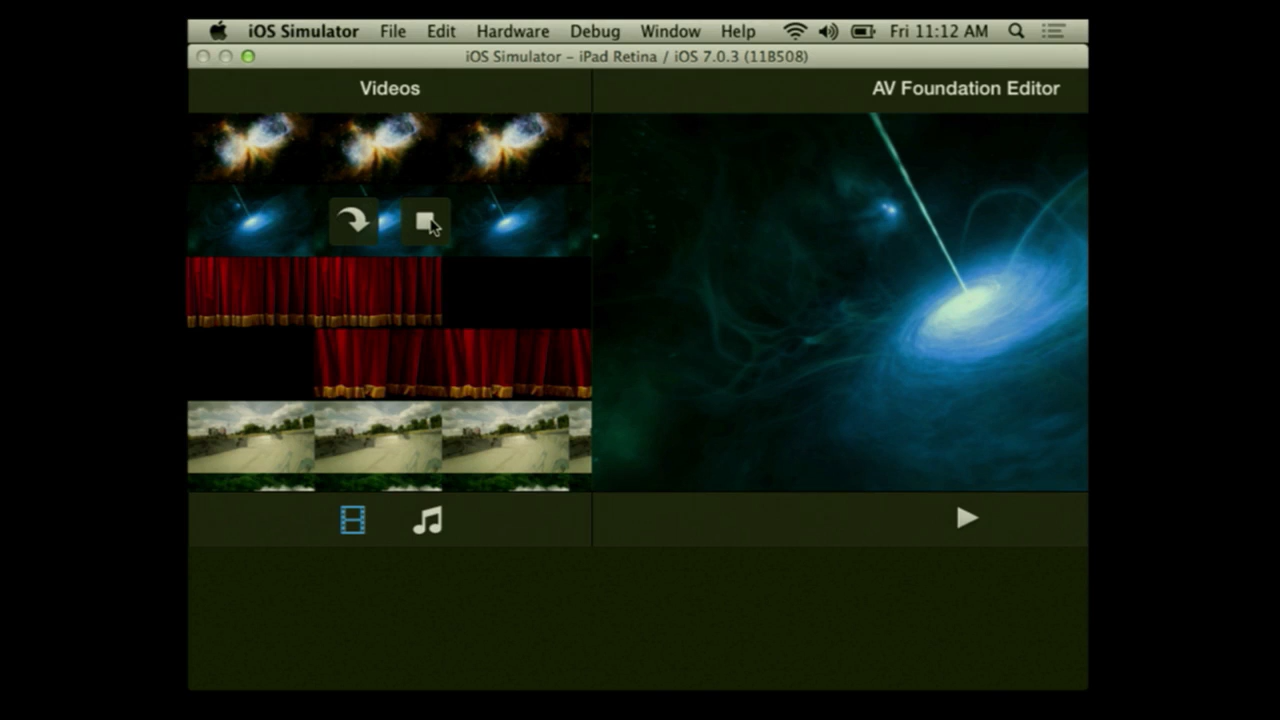 iOS Simulator File Edit Hardware Debug Window Help Fri 11:12 AM
iOS Simulator – iPad Retina / iOS 7.0.3 (11B508)
Videos
AV Foundation Editor